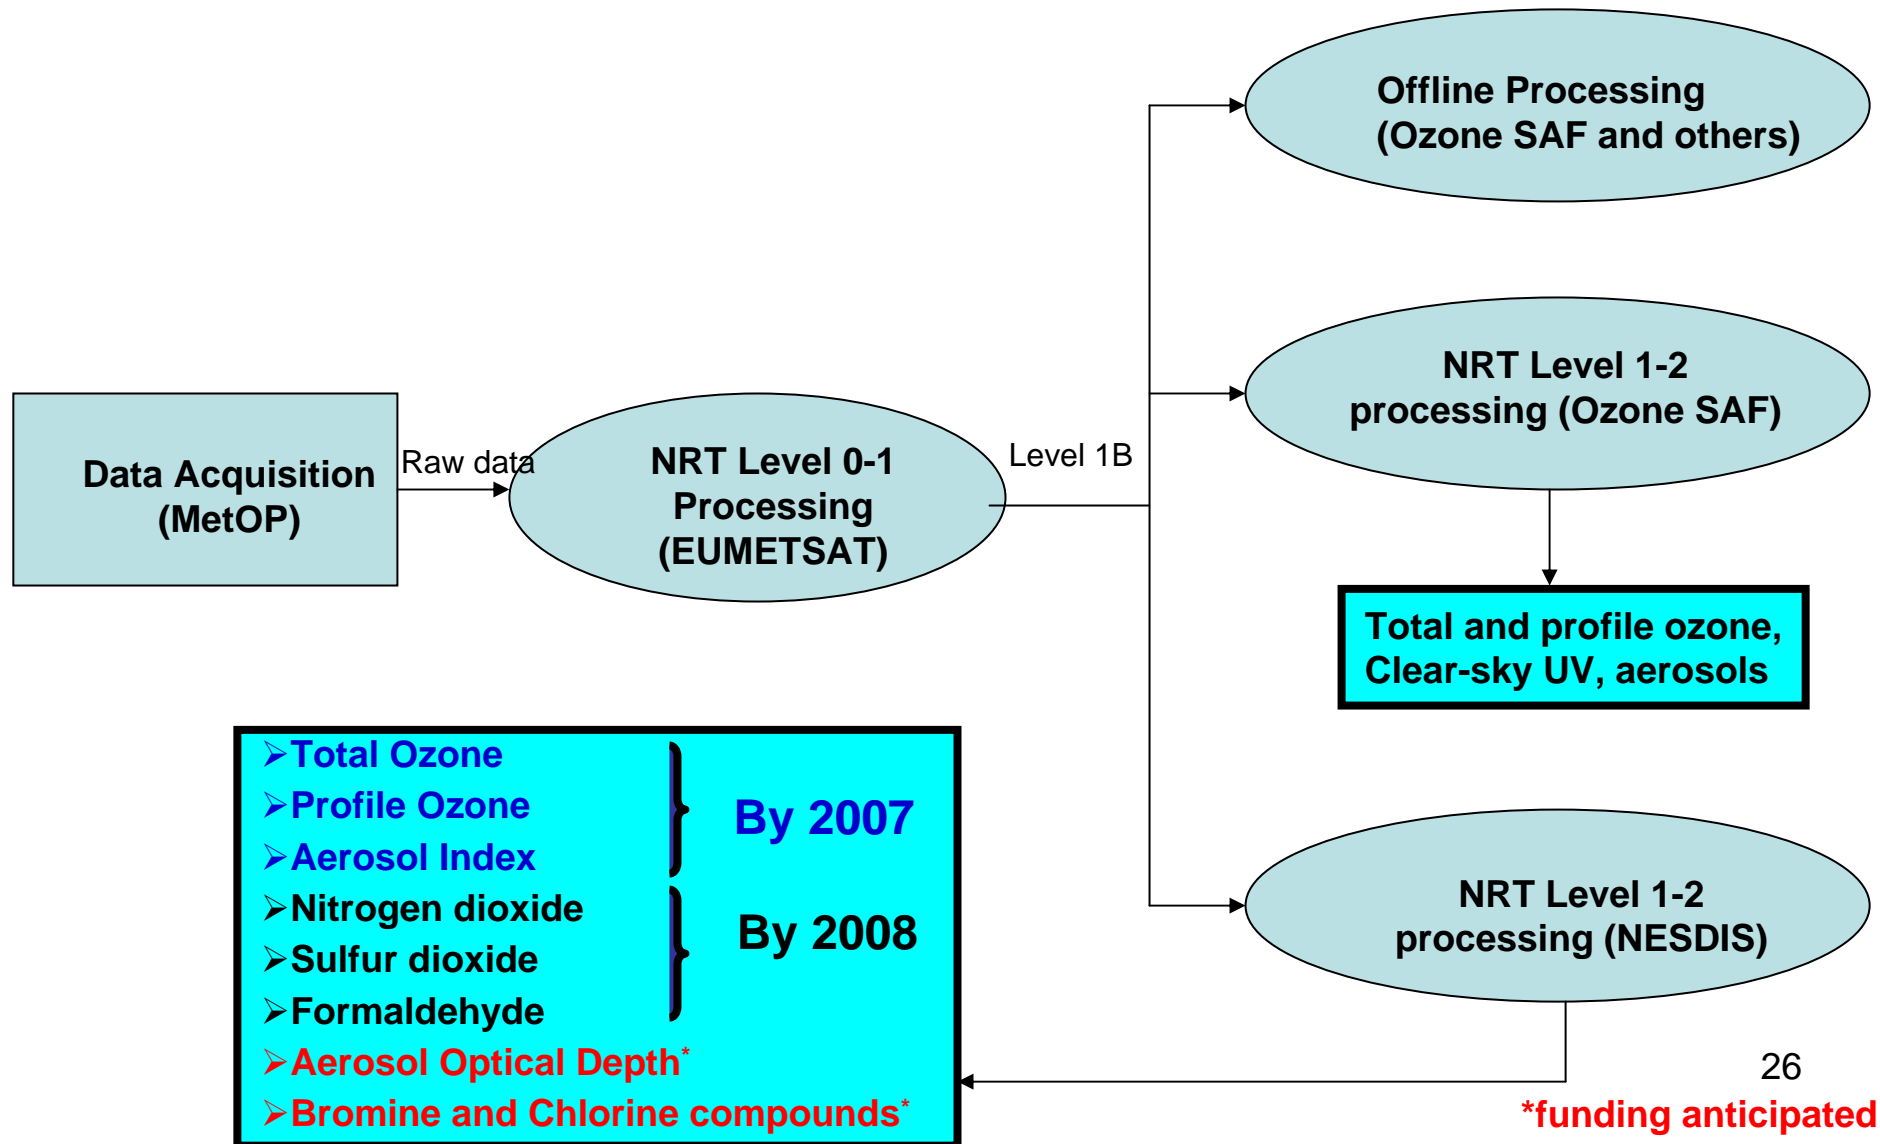 Offline Processing
(Ozone SAF and others)
NRT Level 1-2
processing (Ozone SAF)
Data Acquisition
(MetOP)
Raw data
NRT Level 0-1
Processing
(EUMETSAT)
Level 1B
Total and profile ozone,
Clear-sky UV, aerosols
➢Total Ozone
➢Profile Ozone
➢Aerosol Index
By 2007
➢Nitrogen dioxide
➢Sulfur dioxide
➢Formaldehyde
By 2008
➢Aerosol Optical Depth*
➢Bromine and Chlorine compounds*
NRT Level 1-2
processing (NESDIS)
26
*funding anticipated